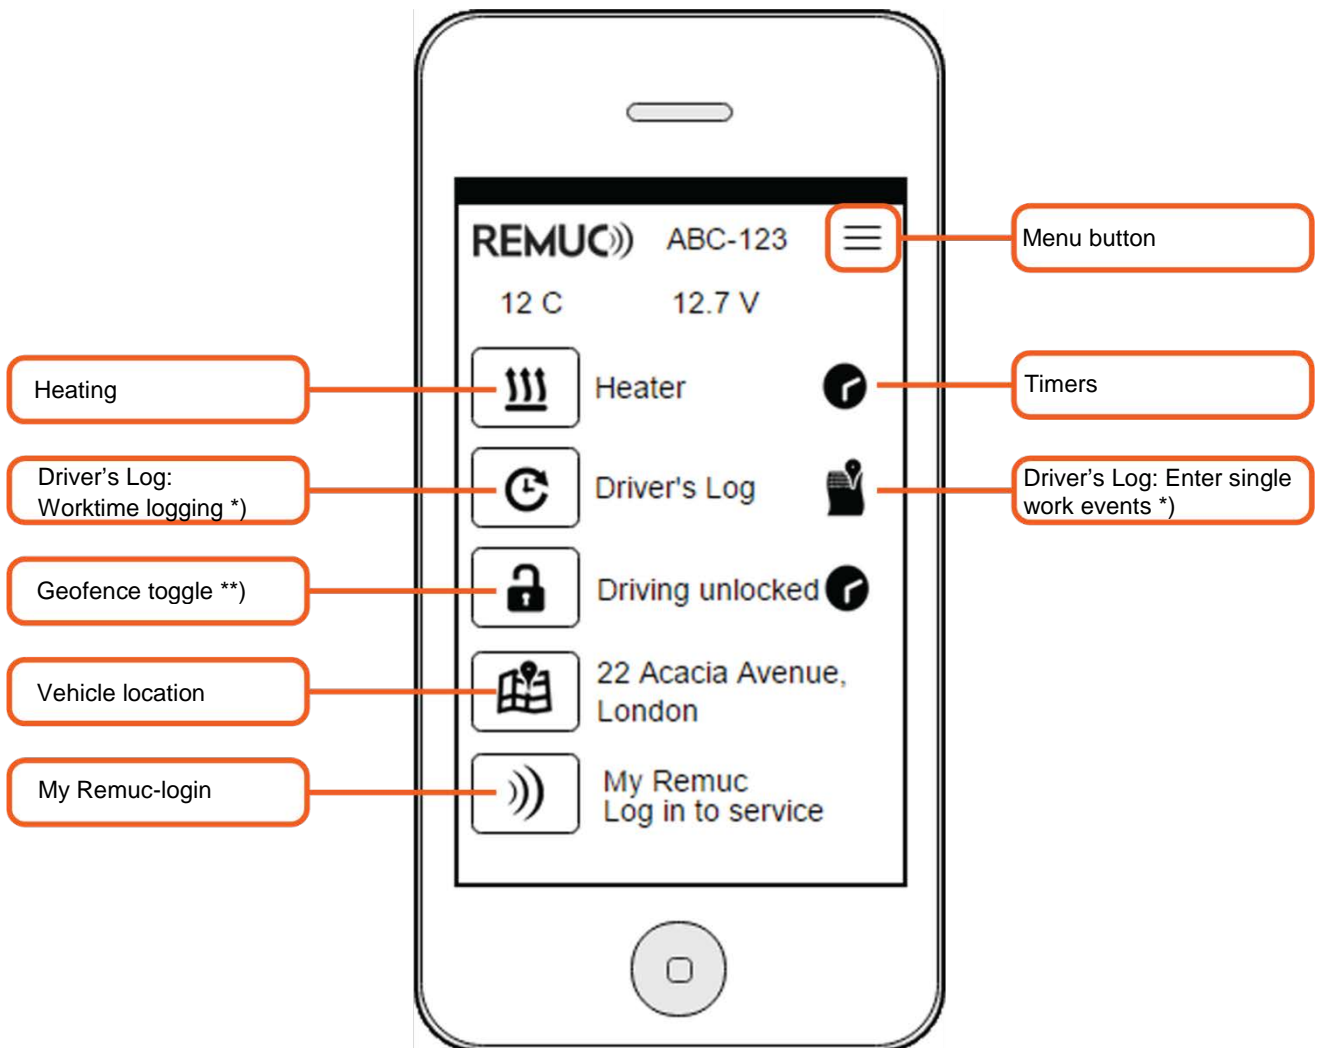 REMUC
ABC-123
Menu button
12 C
12.7 V
Heating
Heater
Timers
Driver’s Log:
Worktime logging *)
Driver's Log
Driver’s Log: Enter single
work events *)
Geofence toggle **)
Driving unlocked
Vehicle location
22 Acacia Avenue,
London
My Remuc-login
My Remuc
Log in to service